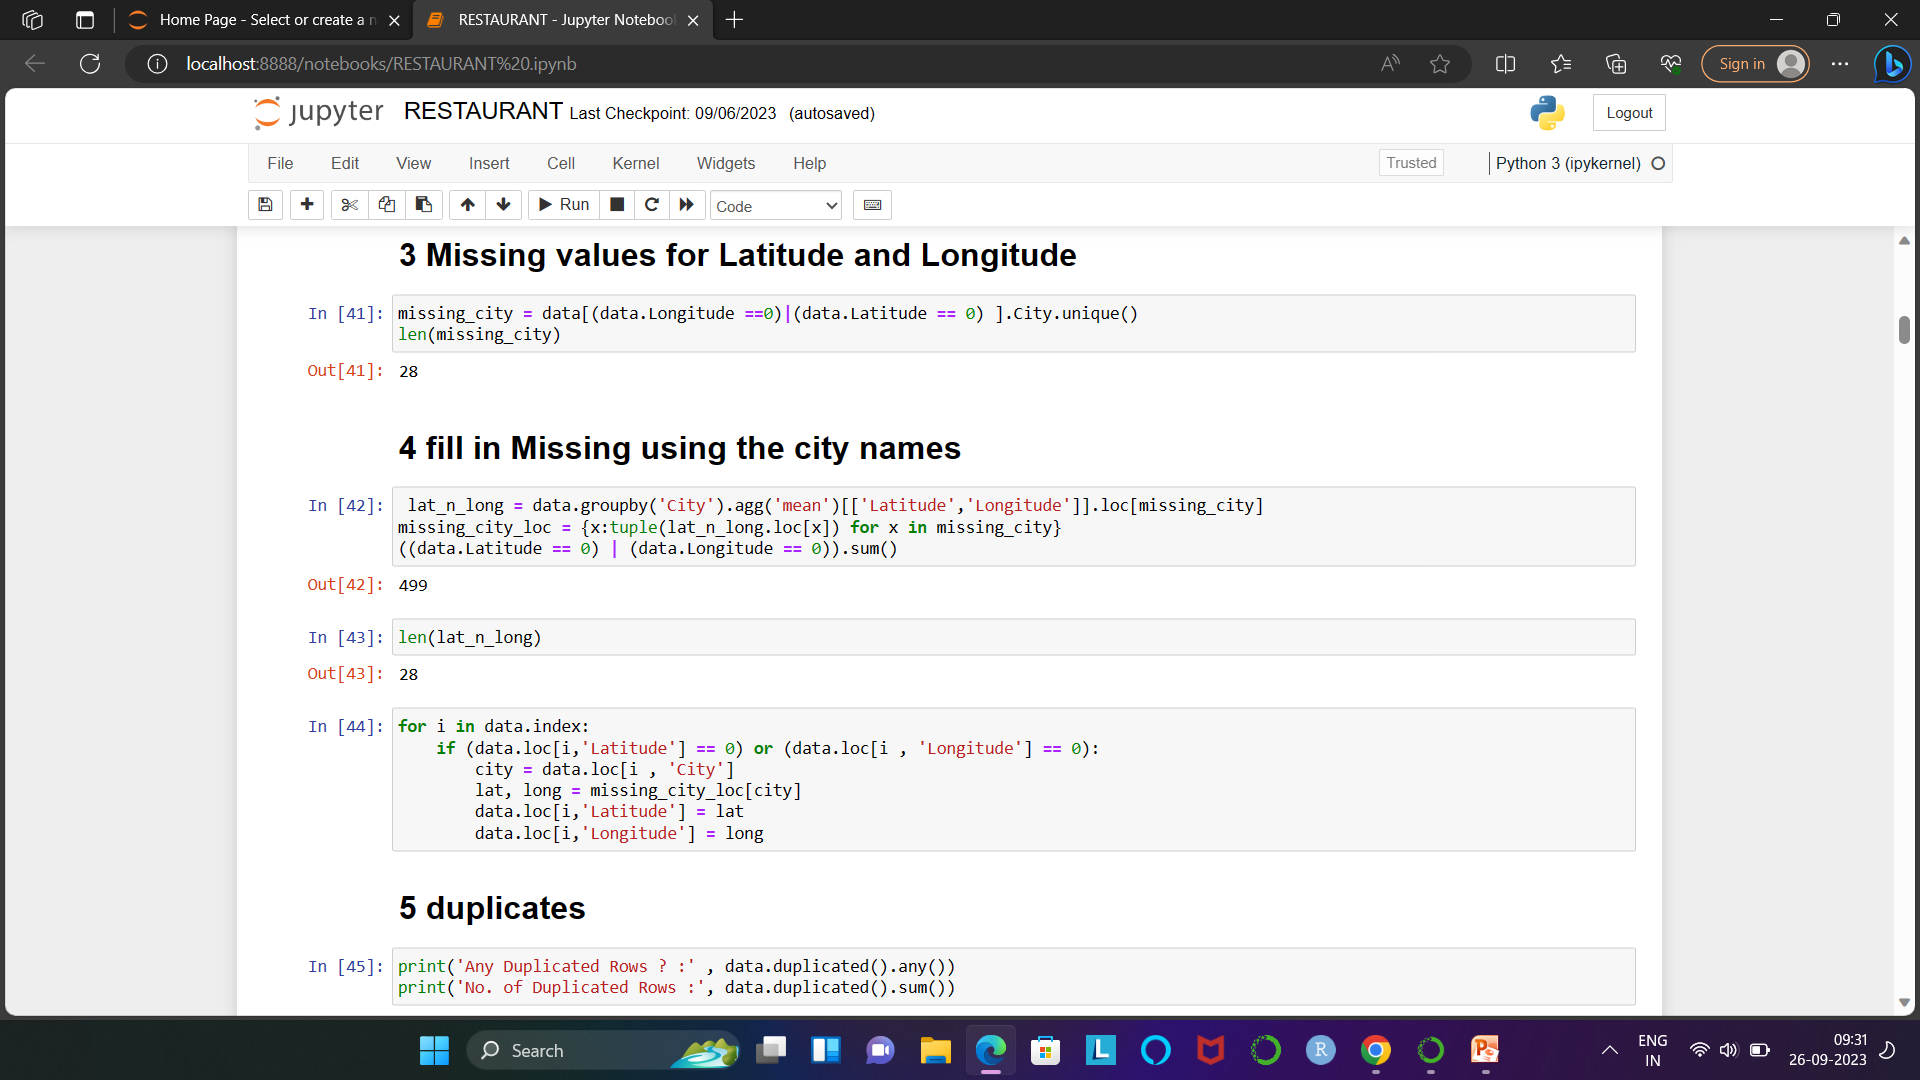 Home Page - Select or create a n
RESTAURANT - Jupyter Noteboo
localhost:8888/notebooks/RESTAURANT%20.ipynb
Sign in
jupyter RESTAURANT Last Checkpoint: 09/06/2023 (autosaved)
Logout
File Edit View Insert Cell Kernel Widgets Help
Trusted
Python 3 (ipykernel)
Run
Code
3 Missing values for Latitude and Longitude
In [41]: missing_city = data[(data.Longitude ==0)|(data.Latitude == 0) ].City.unique()
len(missing_city)
Out[41]: 28
4 fill in Missing using the city names
In [42]: lat_n_long = data.groupby('City').agg('mean')[['Latitude','Longitude']].loc[missing_city]
missing_city_loc = {x:tuple(lat_n_long.loc[x]) for x in missing_city}
((data.Latitude == 0) | (data.Longitude == 0)).sum()
Out[42]: 499
In [43]: len(lat_n_long)
Out[43]: 28
In [44]: for i in data.index:
if (data.loc[i,'Latitude'] == 0) or (data.loc[i , 'Longitude'] == 0):
city = data.loc[i , 'City']
lat, long = missing_city_loc[city]
data.loc[i,'Latitude'] = lat
data.loc[i,'Longitude'] = long
5 duplicates
In [45]: print('Any Duplicated Rows ? :' , data.duplicated().any())
print('No. of Duplicated Rows :', data.duplicated().sum())
Search
L
R
ENG
IN
09:31
26-09-2023